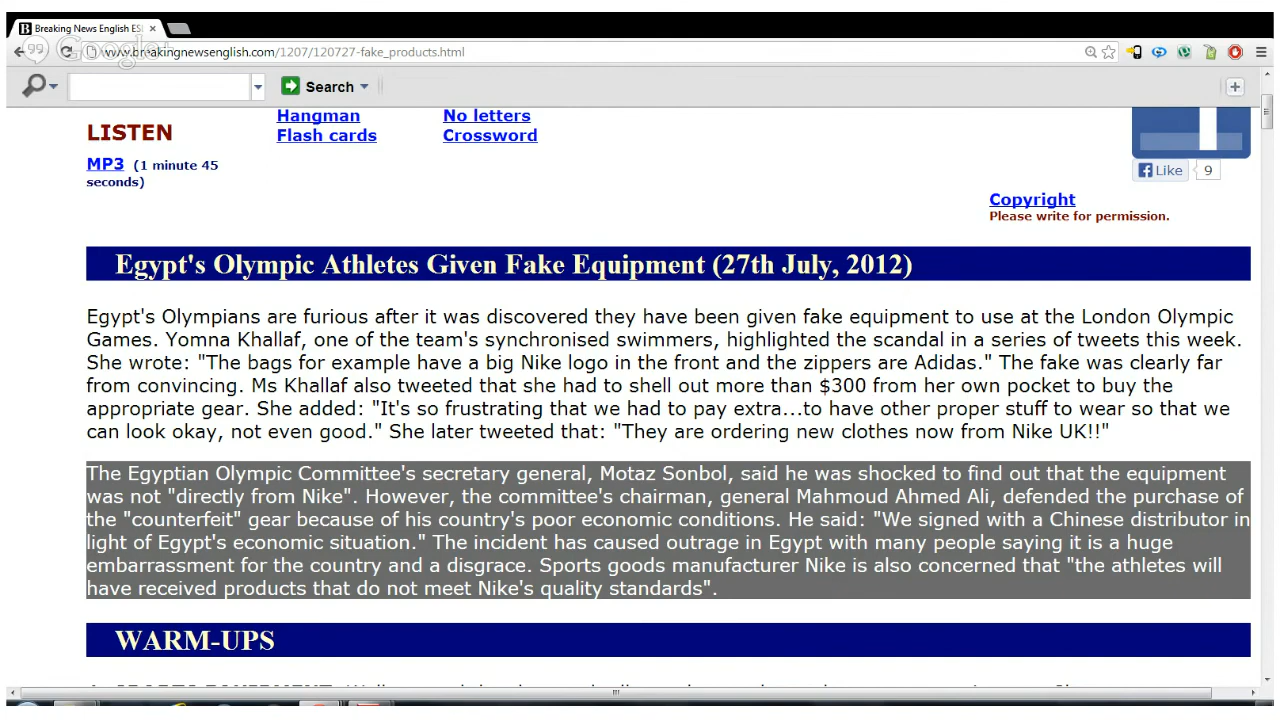 Breaking News English ESL
Google+
www.breakingnewsenglish.com/1207/120727-fake_products.html
Search
Hangman
No letters
LISTEN
Flash cards
Crossword
MP3 (1 minute 45
seconds)
Like 9
Copyright
Please write for permission.
Egypt's Olympic Athletes Given Fake Equipment (27th July, 2012)
Egypt's Olympians are furious after it was discovered they have been given fake equipment to use at the London Olympic
Games. Yomna Khallaf, one of the team's synchronised swimmers, highlighted the scandal in a series of tweets this week.
She wrote: "The bags for example have a big Nike logo in the front and the zippers are Adidas." The fake was clearly far
from convincing. Ms Khallaf also tweeted that she had to shell out more than $300 from her own pocket to buy the
appropriate gear. She added: "It's so frustrating that we had to pay extra...to have other proper stuff to wear so that we
can look okay, not even good." She later tweeted that: "They are ordering new clothes now from Nike UK!!"
The Egyptian Olympic Committee's secretary general, Motaz Sonbol, said he was shocked to find out that the equipment
was not "directly from Nike". However, the committee's chairman, general Mahmoud Ahmed Ali, defended the purchase of
the "counterfeit" gear because of his country's poor economic conditions. He said: "We signed with a Chinese distributor in
light of Egypt's economic situation." The incident has caused outrage in Egypt with many people saying it is a huge
embarrassment for the country and a disgrace. Sports goods manufacturer Nike is also concerned that "the athletes will
have received products that do not meet Nike's quality standards".
WARM-UPS